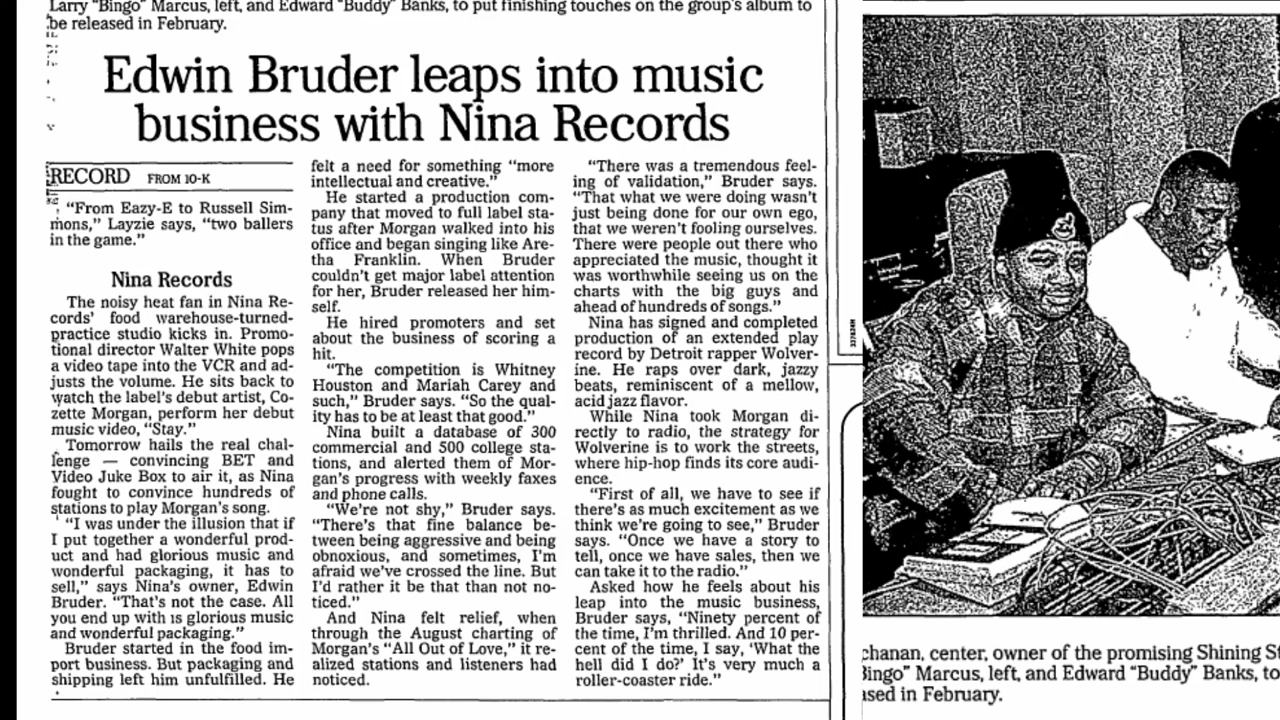 Larry “Bingo” Marcus, left, and Edward “Buddy” Banks, to put finishing touches on the group's album to
be released in February.
Edwin Bruder leaps into music
business with Nina Records
RECORD FROM 10-K
“From Eazy-E to Russell Sim-
mons,” Layzie says, “two ballers
in the game.”
Nina Records
The noisy heat fan in Nina Re-
cords’ food warehouse-turned-
practice studio kicks in. Promo-
tional director Walter White pops
a video tape into the VCR and ad-
justs the volume. He sits back to
watch the label’s debut artist, Co-
zette Morgan, perform her debut
music video, “Stay.”
Tomorrow hails the real chal-
lenge — convincing BET and
Video Juke Box to air it, as Nina
fought to convince hundreds of
stations to play Morgan’s song.
“I was under the illusion that if
I put together a wonderful prod-
uct and had glorious music and
wonderful packaging, it has to
sell,” says Nina’s owner, Edwin
Bruder. “That’s not the case. All
you end up with is glorious music
and wonderful packaging.”
Bruder started in the food im-
port business. But packaging and
shipping left him unfulfilled. He
felt a need for something “more
intellectual and creative.”
He started a production com-
pany that moved to full label sta-
tus after Morgan walked into his
office and began singing like Are-
tha Franklin. When Bruder
couldn’t get major label attention
for her, Bruder released her him-
self.
He hired promoters and set
about the business of scoring a
hit.
“The competition is Whitney
Houston and Mariah Carey and
such,” Bruder says. “So the qual-
ity has to be at least that good.”
Nina built a database of 300
commercial and 500 college sta-
tions, and alerted them of Mor-
gan’s progress with weekly faxes
and phone calls.
“We’re not shy,” Bruder says.
“There’s that fine balance be-
tween being aggressive and being
obnoxious, and sometimes, I’m
afraid we’ve crossed the line. But
I’d rather it be that than not no-
ticed.”
And Nina felt relief, when
through the August charting of
Morgan’s “All Out of Love,” it re-
alized stations and listeners had
noticed.
“There was a tremendous feel-
ing of validation,” Bruder says.
“That what we were doing wasn’t
just being done for our own ego,
that we weren’t fooling ourselves.
There were people out there who
appreciated the music, thought it
was worthwhile seeing us on the
charts with the big guys and
ahead of hundreds of songs.”
Nina has signed and completed
production of an extended play
record by Detroit rapper Wolver-
ine. He raps over dark, jazzy
beats, reminiscent of a mellow,
acid jazz flavor.
While Nina took Morgan di-
rectly to radio, the strategy for
Wolverine is to work the streets,
where hip-hop finds its core audi-
ence.
“First of all, we have to see if
there’s as much excitement as we
think we’re going to see,” Bruder
says. “Once we have a story to
tell, once we have sales, then we
can take it to the radio.”
Asked how he feels about his
leap into the music business,
Bruder says, “Ninety percent of
the time, I’m thrilled. And 10 per-
cent of the time, I say, ‘What the
hell did I do?’ It’s very much a
roller-coaster ride.”
chanan, center, owner of the promising Shining St
Bingo” Marcus, left, and Edward “Buddy” Banks, to
ased in February.